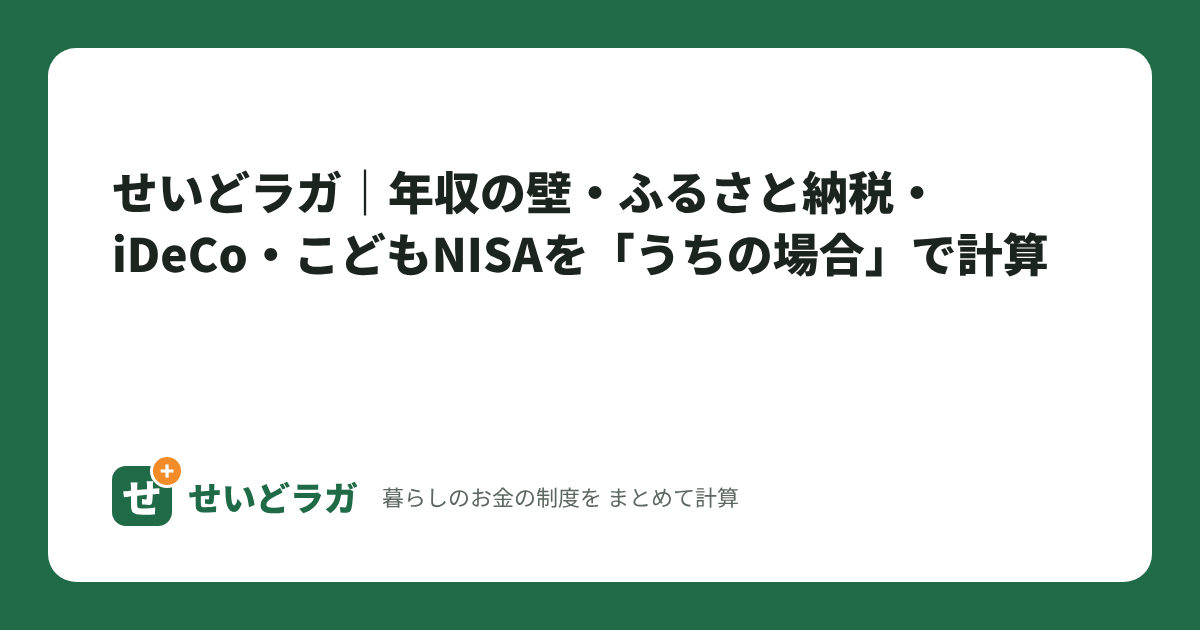 せいどラガ｜年収の壁・ふるさと納税・
iDeCo・こどもNISAを「うちの場合」で計算
せ+
せいどラガ
暮らしのお金の制度を まとめて計算